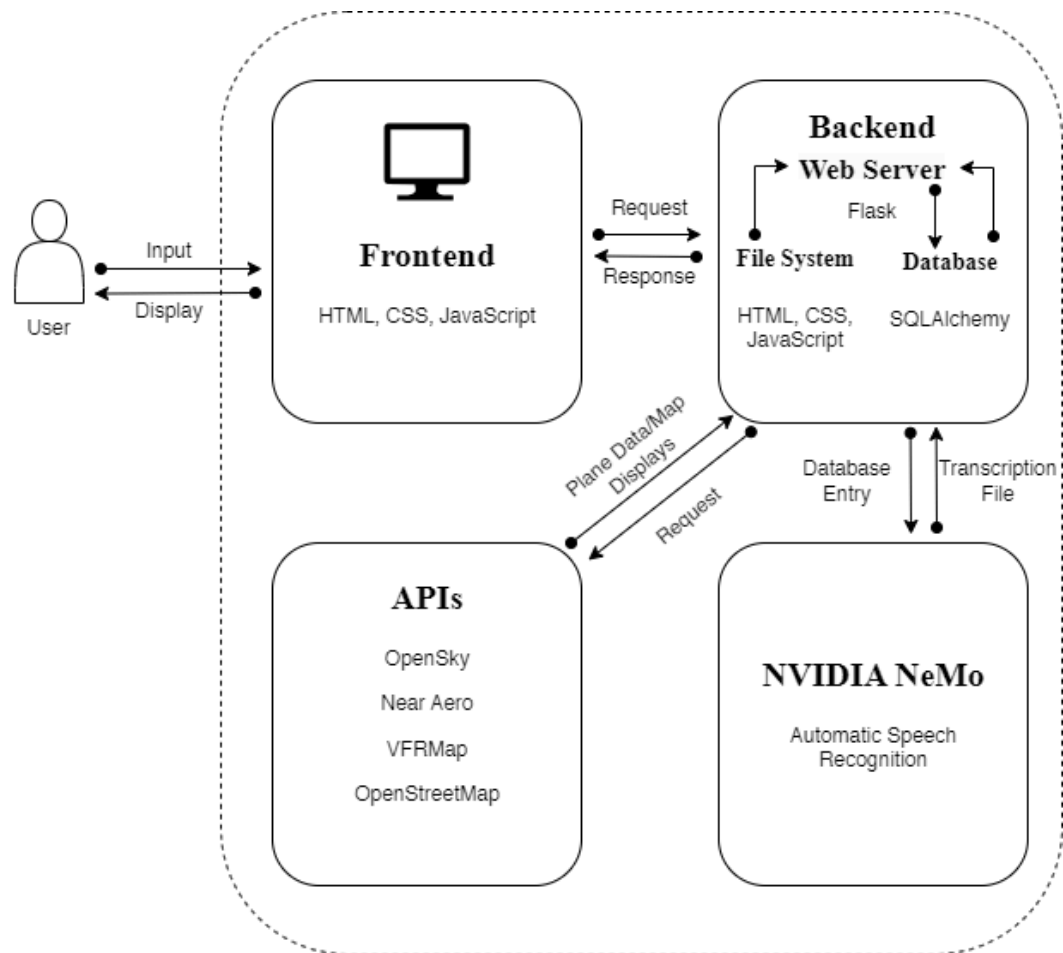 Backend
Web Server
Flask
File System
Database
HTML, CSS,
JavaScript
SQLAlchemy
Frontend
HTML, CSS, JavaScript
Request
Response
Input
Display
User
Plane Data/Map
Displays
Request
Database
Entry
Transcription
File
APIs
OpenSky
Near Aero
VFRMap
OpenStreetMap
NVIDIA NeMo
Automatic Speech
Recognition